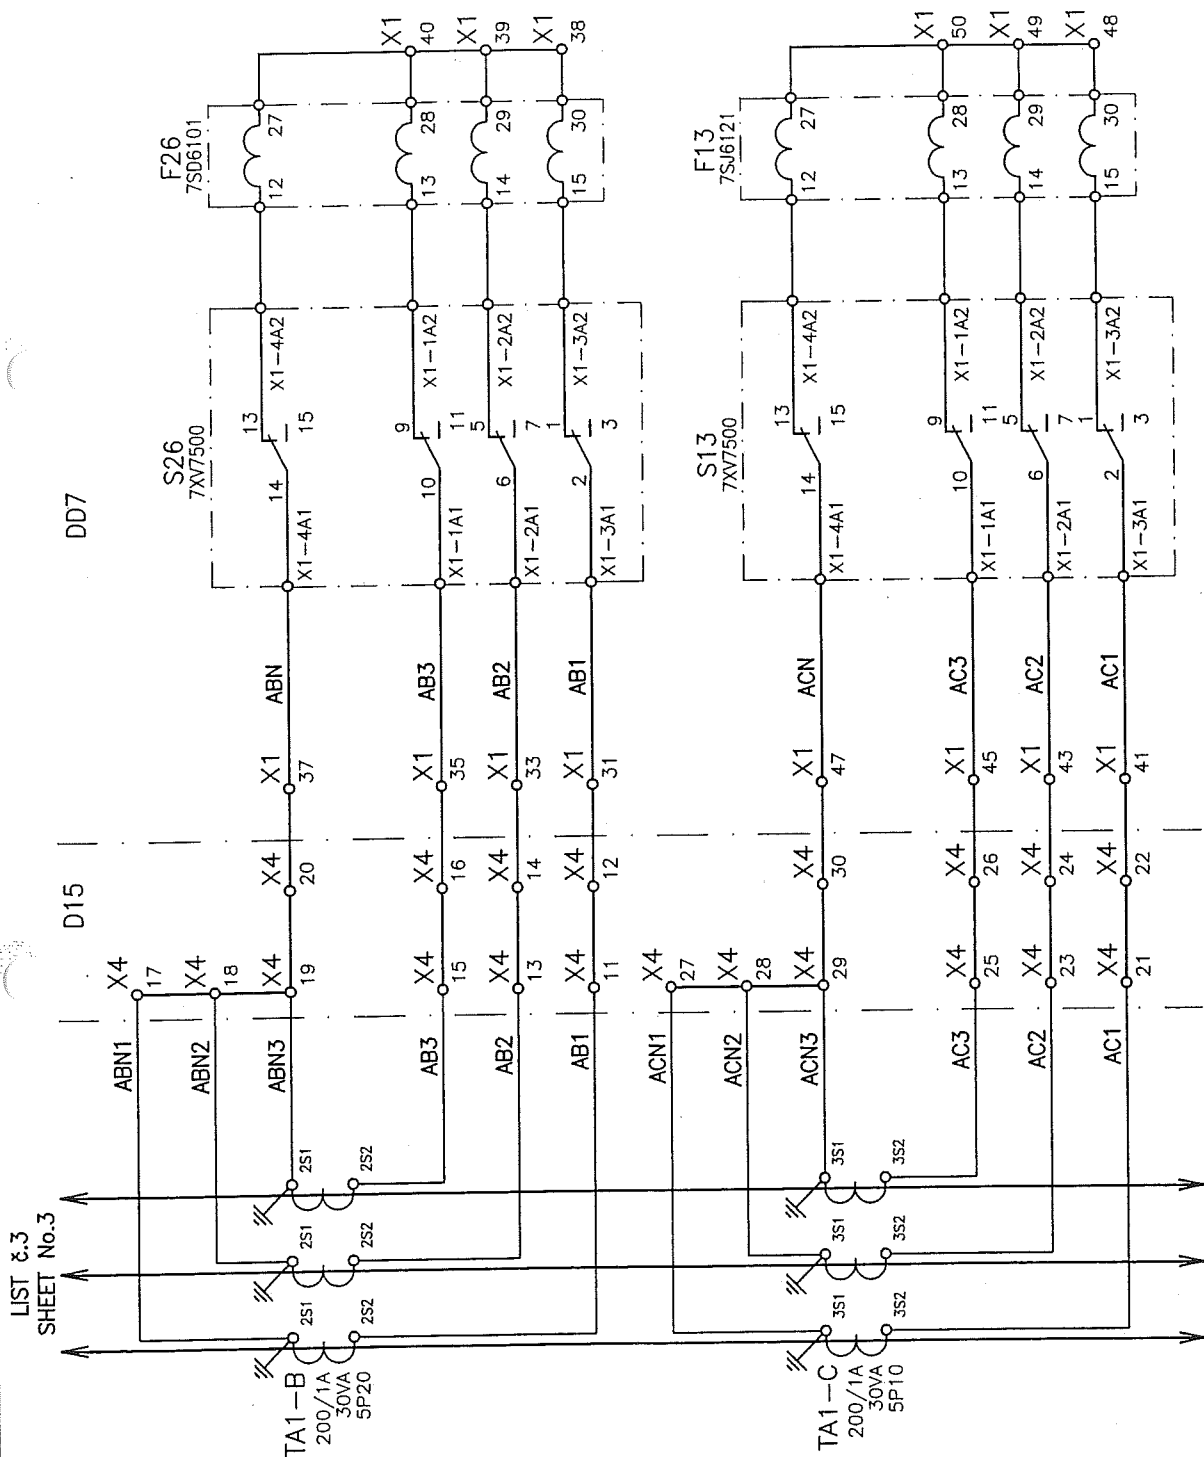 LIST č.3
SHEET No.3
D15
DD7
TA1-B
200/1A
30VA
5P20
2S1
2S2
2S1
2S2
2S1
2S2
ABN1
X4
17
ABN2
X4
18
ABN3
X4
19
X4
20
X1
37
ABN
S26
7XV7500
X1-4A1
14
13
15
X1-4A2
F26
7SD6101
12
27
AB3
X4
15
X4
16
X1
35
AB3
X1-1A1
10
9
11
X1-1A2
13
28
X1
40
AB2
X4
13
X4
14
X1
33
AB2
X1-2A1
6
5
7
X1-2A2
14
29
X1
39
AB1
X4
11
X4
12
X1
31
AB1
X1-3A1
2
1
3
X1-3A2
15
30
X1
38
TA1-C
200/1A
30VA
5P10
3S1
3S2
3S1
3S2
3S1
3S2
ACN1
X4
27
ACN2
X4
28
ACN3
X4
29
X4
30
X1
47
ACN
S13
7XV7500
X1-4A1
14
13
15
X1-4A2
F13
7SJ6121
12
27
AC3
X4
25
X4
26
X1
45
AC3
X1-1A1
10
9
11
X1-1A2
13
28
X1
50
AC2
X4
23
X4
24
X1
43
AC2
X1-2A1
6
5
7
X1-2A2
14
29
X1
49
AC1
X4
21
X4
22
X1
41
AC1
X1-3A1
2
1
3
X1-3A2
15
30
X1
48